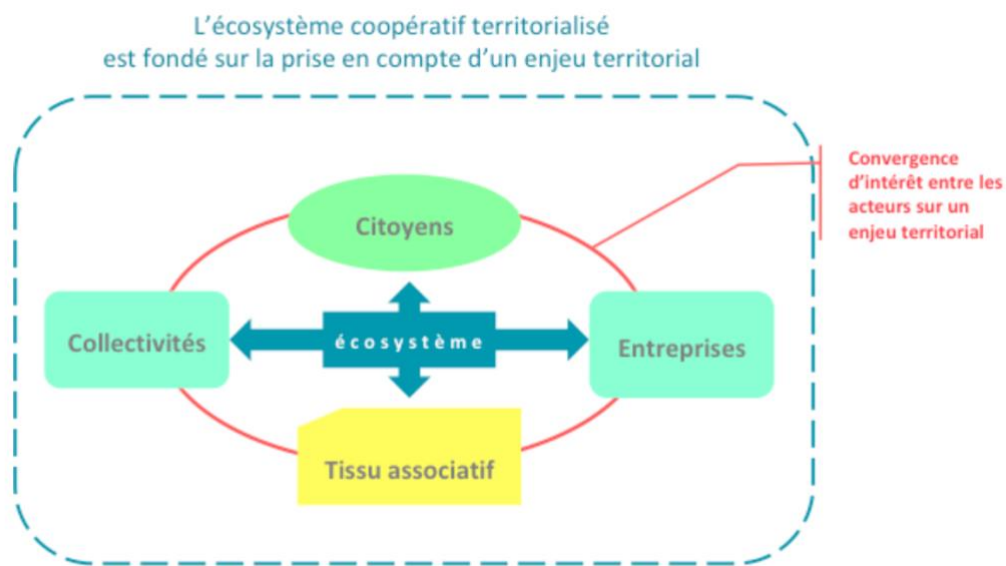 L'écosystème coopératif territorialisé
est fondé sur la prise en compte d'un enjeu territorial
Convergence
d'intérêt entre les
acteurs sur un
enjeu territorial
Citoyens
Collectivités
écosystème
Entreprises
Tissu associatif